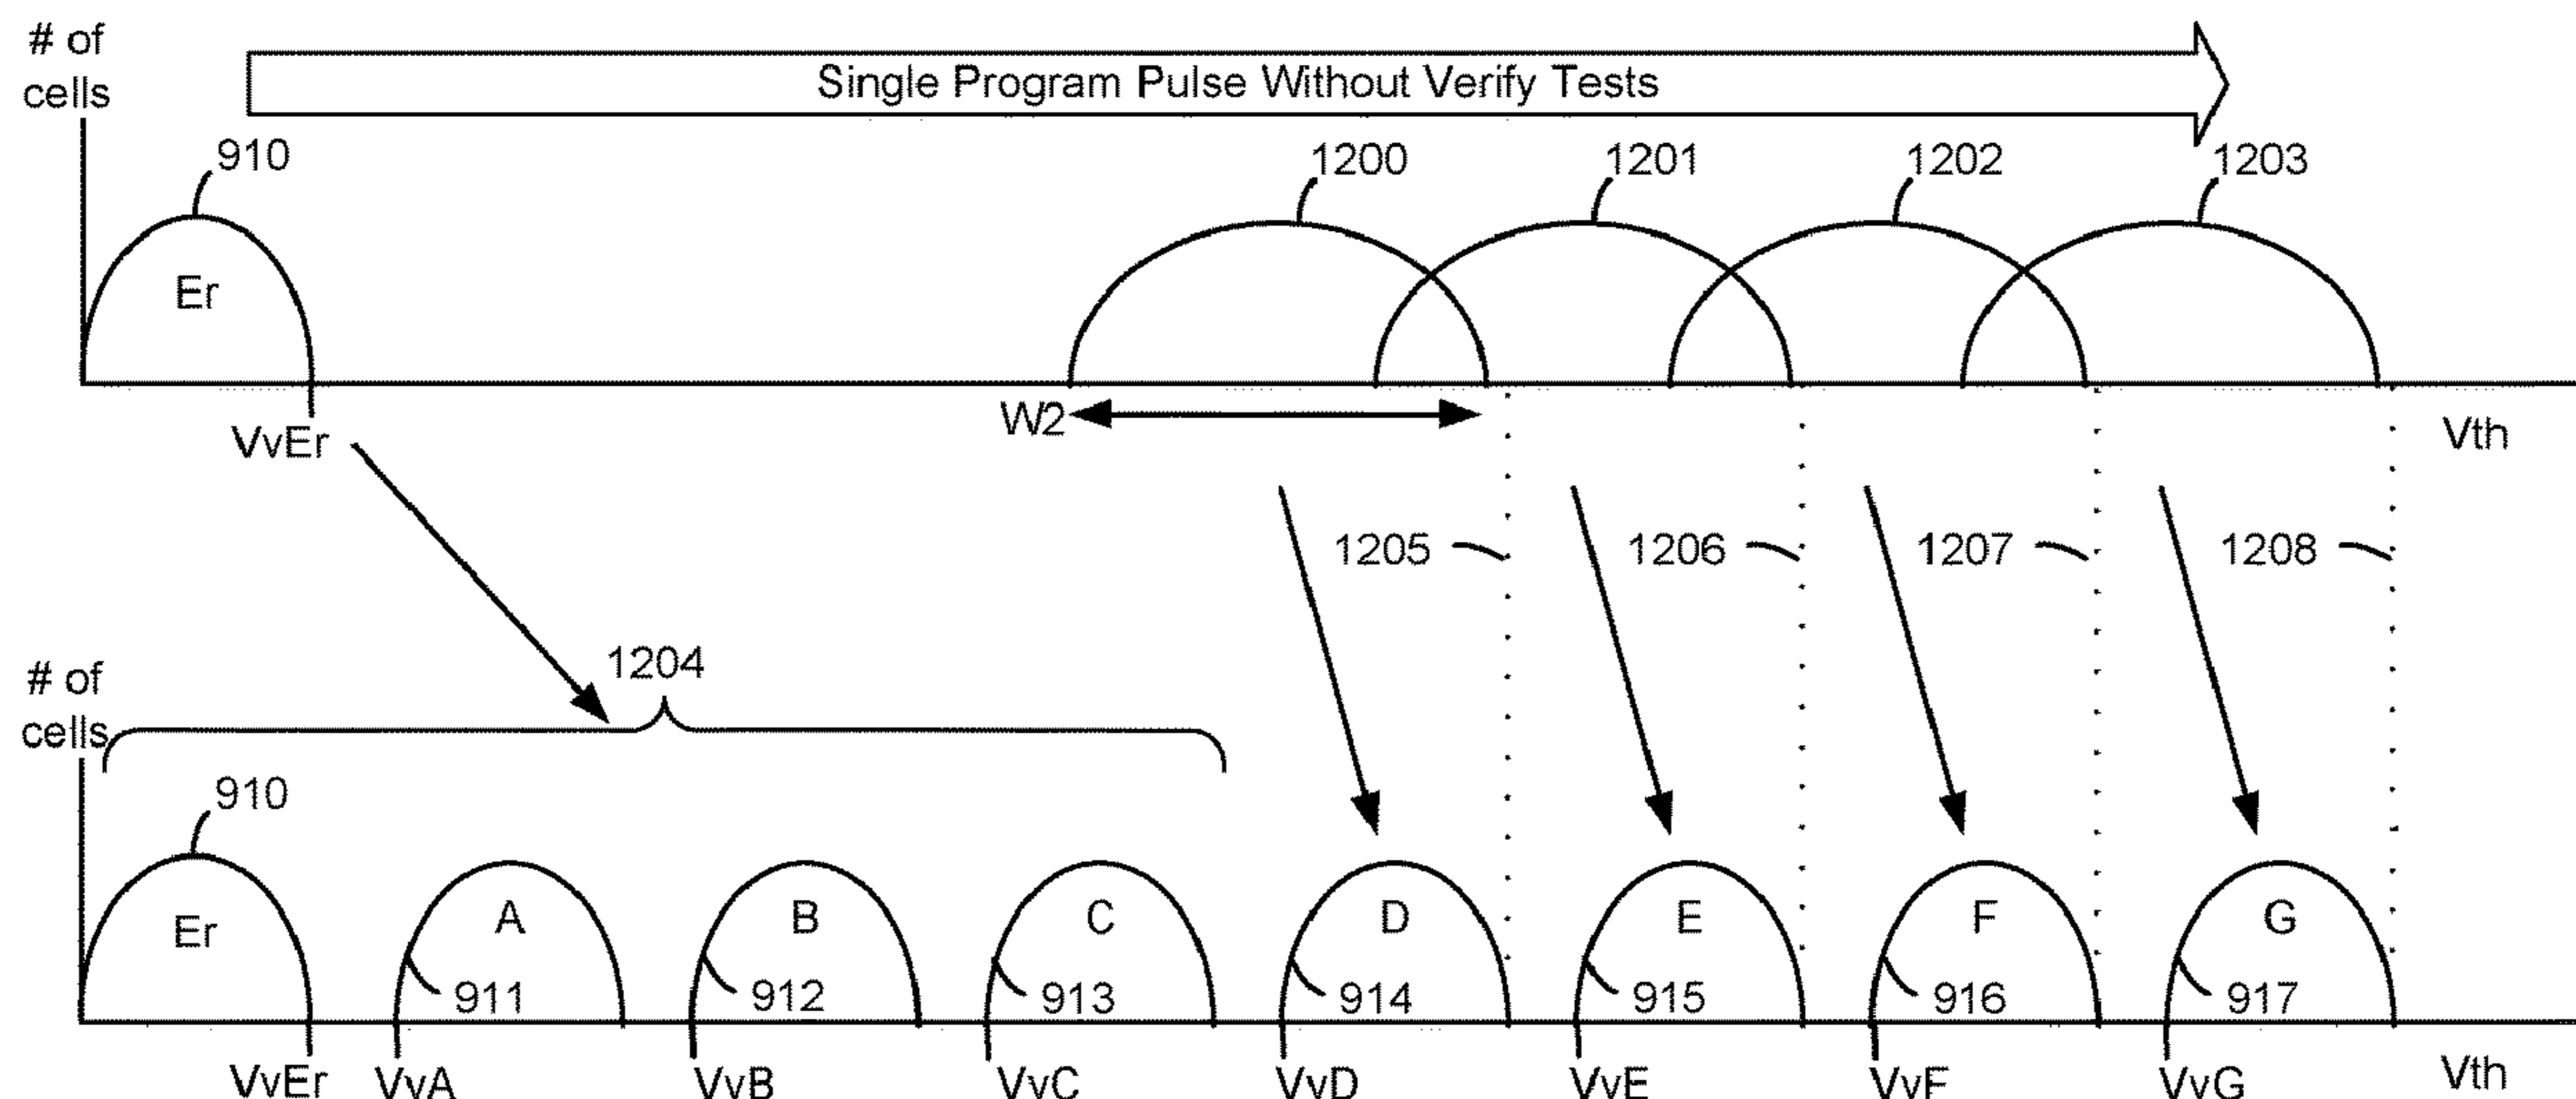 # of
cells
Single Program Pulse Without Verify Tests
910
1200
1201
1202
1203
Er
W2
VvEr
Vth
1205
1206
1207
1208
1204
# of
cells
910
Er
A
B
C
D
E
F
G
911
912
913
914
915
916
917
VvEr
VvA
VvB
VvC
VvD
VvE
VvF
VvG
Vth